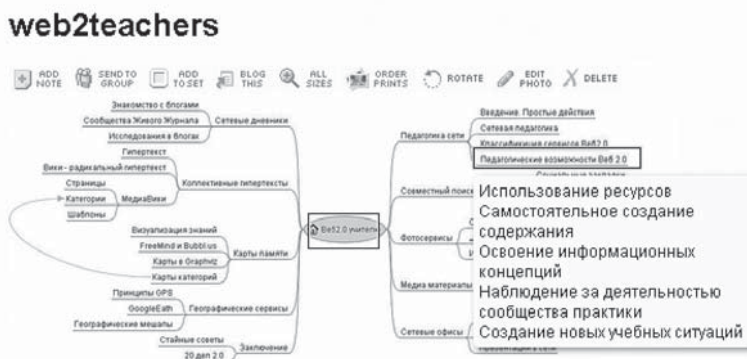 web2teachers
ADD NOTE
SEND TO GROUP
ADD TO SET
BLOG THIS
ALL SIZES
ORDER PRINTS
ROTATE
EDIT PHOTO
DELETE
Веб2.0 учителю
Знакомство с блогами
Сообщества Живого Журнала
Исследования в блогах
Сетевые дневники
Гипертекст
Вики - радикальный гипертекст
Страницы
Категории
Шаблоны
МедиаВики
Коллективные гипертексты
Визуализация знаний
FreeMind и Bubbl us
Карты в Graphviz
Карты категорий
Карты памяти
Принципы GPS
GoogleEath
Географические мешапы
Географические сервисы
Стайные советы
20 дел 2.0
Заключение
Педагогика сети
Введение. Простые действия
Сетевая педагогика
Классификация сервисов Веб2.0
Педагогические возможности Веб 2.0
Совместный поиск
Фотосервисы
Медиа материалы
Сетевые офисы
Использование ресурсов
Самостоятельное создание
содержания
Освоение информационных
концепций
Наблюдение за деятельностью
сообщества практики
Создание новых учебных ситуаций